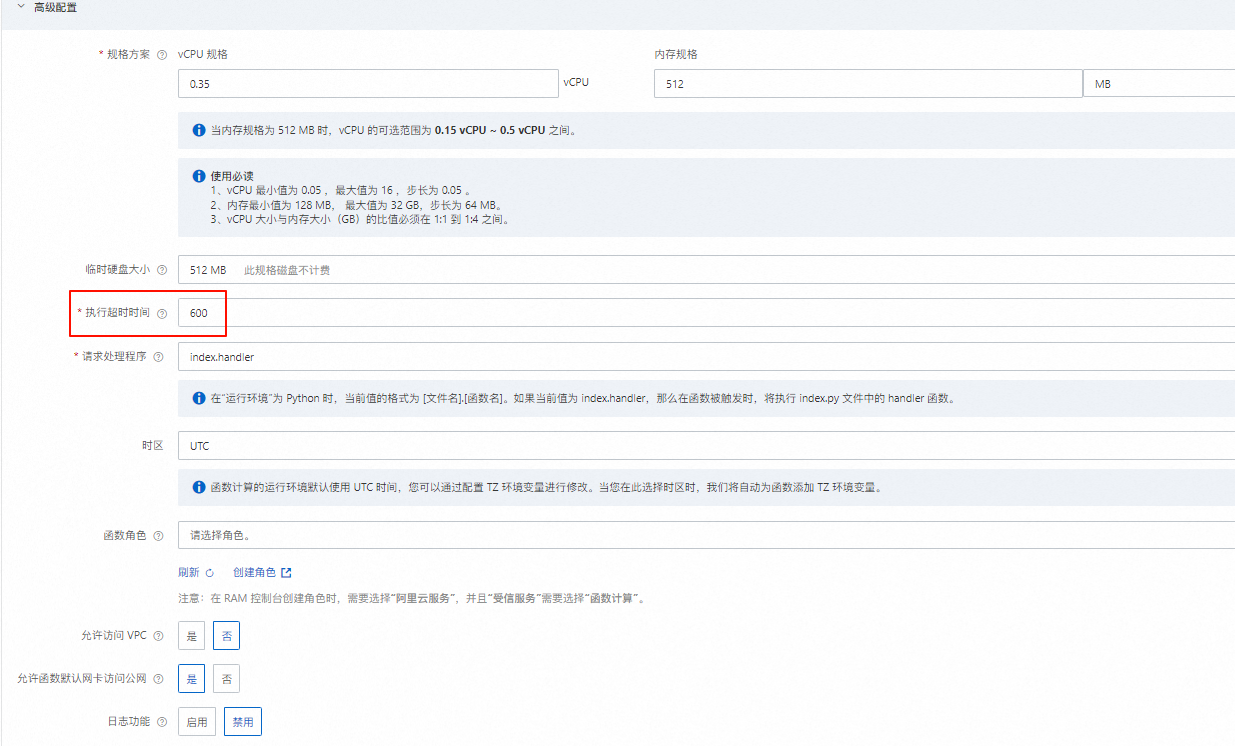 高级配置
* 规格方案 vCPU 规格 内存规格
0.35 vCPU 512 MB
当内存规格为 512 MB 时，vCPU 的可选范围为 0.15 vCPU ~ 0.5 vCPU 之间。
使用必读
1、vCPU 最小值为 0.05 ，最大值为 16 ，步长为 0.05 。
2、内存最小值为 128 MB， 最大值为 32 GB，步长为 64 MB。
3、vCPU 大小与内存大小（GB）的比值必须在 1:1 到 1:4 之间。
临时硬盘大小 512 MB 此规格磁盘不计费
* 执行超时时间 600
* 请求处理程序 index.handler
在“运行环境”为 Python 时，当前值的格式为 [文件名].[函数名]。如果当前值为 index.handler，那么在函数被触发时，将执行 index.py 文件中的 handler 函数。
时区 UTC
函数计算的运行环境默认使用 UTC 时间，您可以通过配置 TZ 环境变量进行修改。当您在此选择时区时，我们将自动为函数添加 TZ 环境变量。
函数角色 请选择角色。
刷新 创建角色
注意：在 RAM 控制台创建角色时，需要选择“阿里云服务”，并且“受信服务”需要选择“函数计算”。
允许访问 VPC 是 否
允许函数默认网卡访问公网 是 否
日志功能 启用 禁用